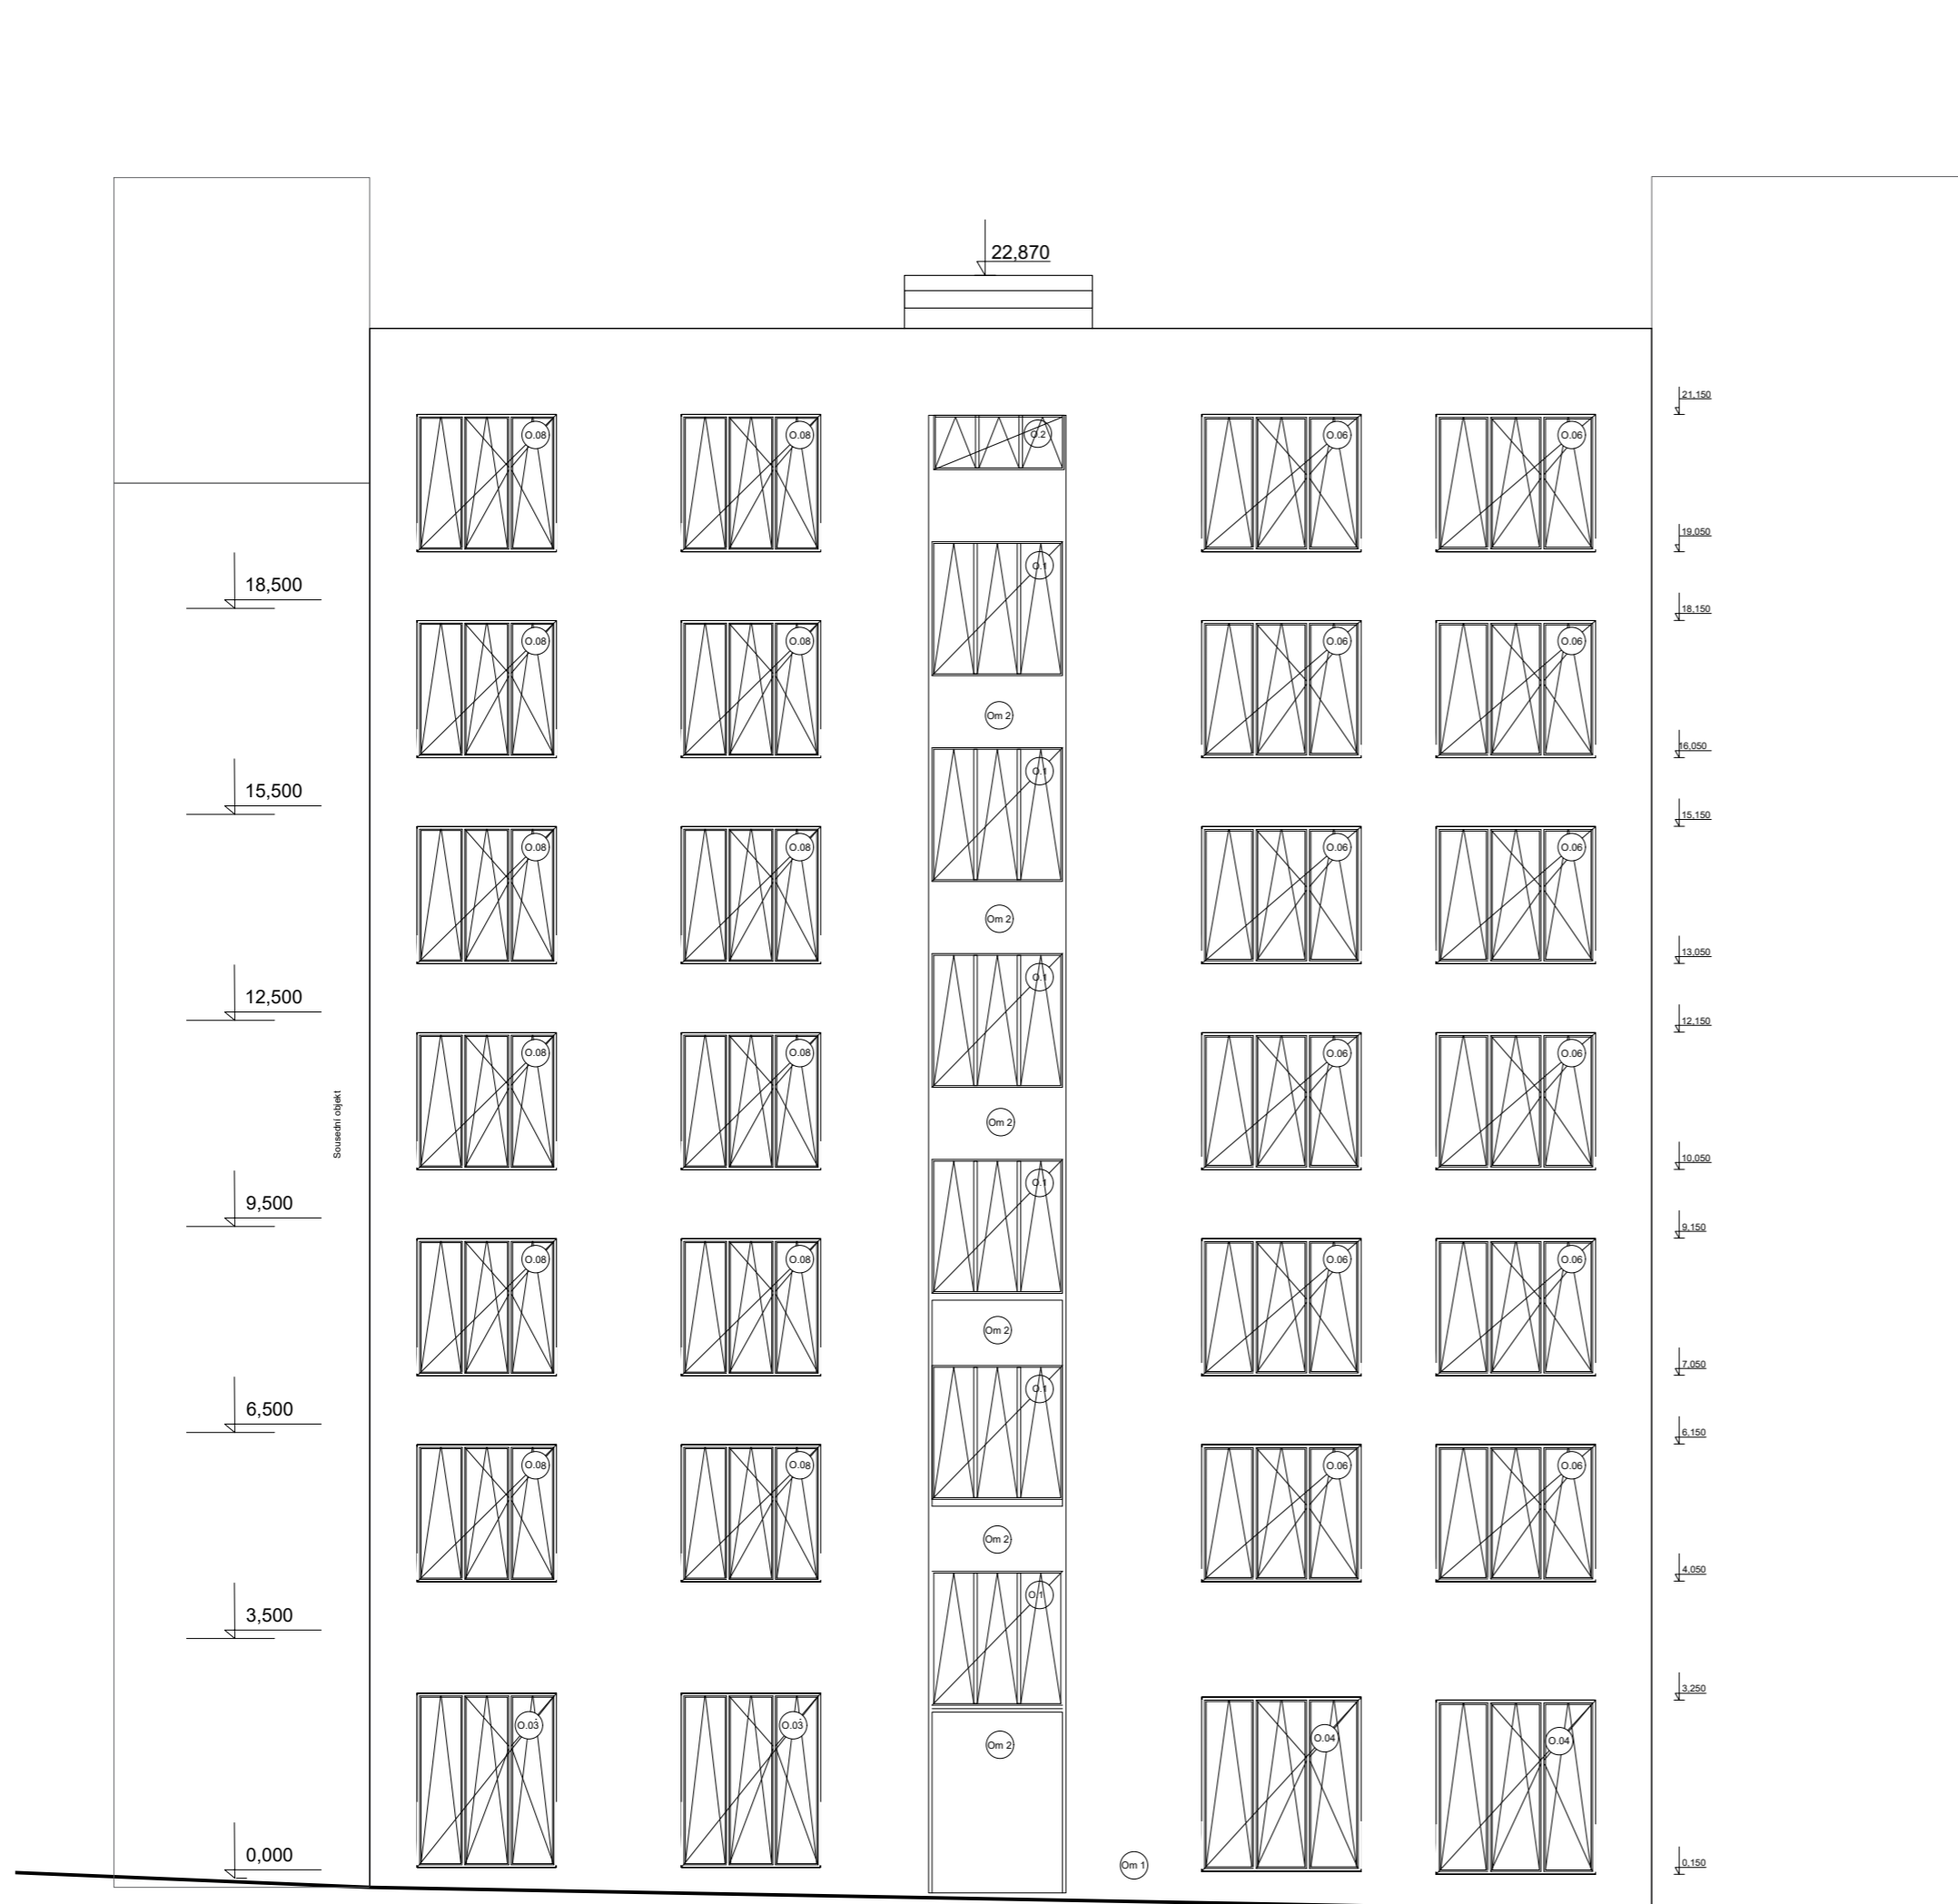 22,870
21,150
O.08 O.08 O.2 O.06 O.06
19,050
O.1
18,500
18,150
O.08 O.08 O.06 O.06
Om 2
16,050
O.1
15,500
15,150
O.08 O.08 O.06 O.06
Om 2
13,050
O.1
12,500
12,150
O.08 O.08 O.06 O.06
Sousední objekt
Om 2
10,050
O.1
9,500
9,150
O.08 O.08 O.06 O.06
Om 2
7,050
O.1
6,500
6,150
O.08 O.08 O.06 O.06
Om 2
4,050
O.1
3,500
3,250
O.03 O.03 O.04 O.04
Om 2
0,000
Om 1
0,150